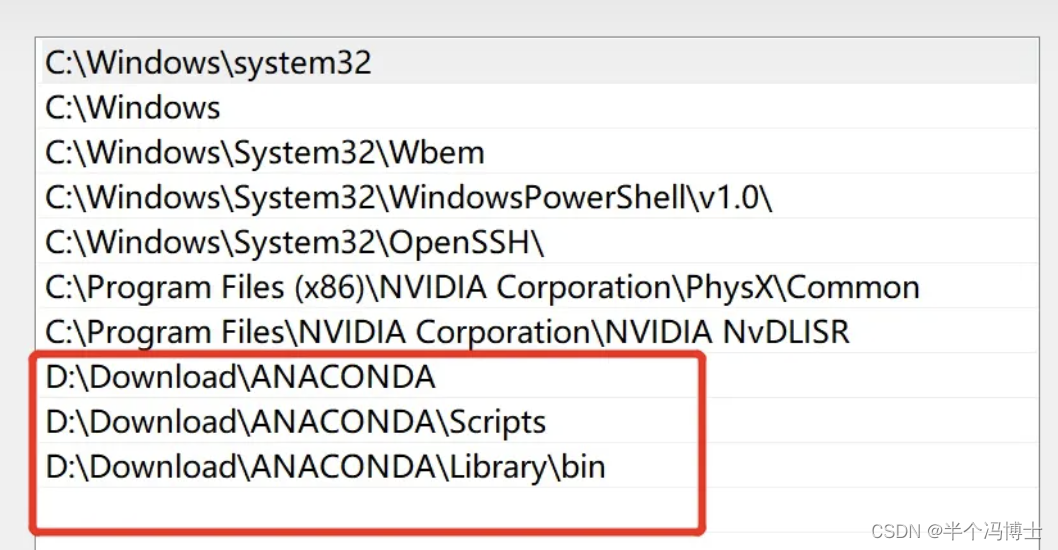 C:\Windows\system32
C:\Windows
C:\Windows\System32\Wbem
C:\Windows\System32\WindowsPowerShell\v1.0\
C:\Windows\System32\OpenSSH\
C:\Program Files (x86)\NVIDIA Corporation\PhysX\Common
C:\Program Files\NVIDIA Corporation\NVIDIA NvDLISR
D:\Download\ANACONDA
D:\Download\ANACONDA\Scripts
D:\Download\ANACONDA\Library\bin
CSDN @半个冯博士